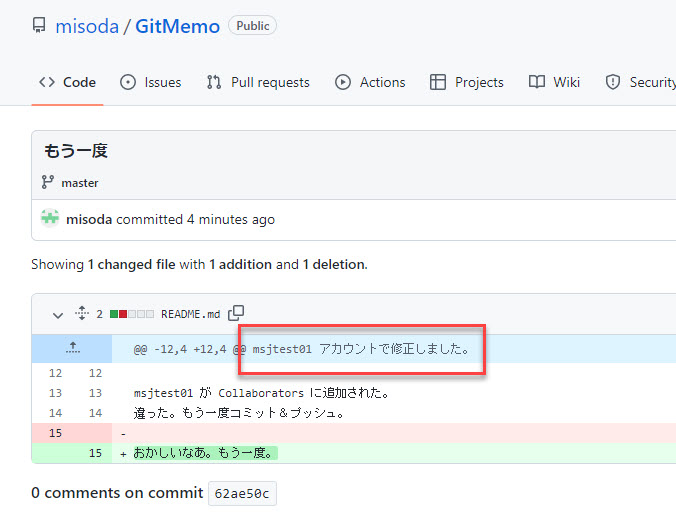 misoda / GitMemo Public
Code Issues Pull requests Actions Projects Wiki Security
もう一度
master
misoda committed 4 minutes ago
Showing 1 changed file with 1 addition and 1 deletion.
2 README.md
@@ -12,4 +12,4 @@ msjtest01 アカウントで修正しました。
12 12
13 13 msjtest01 が Collaborators に追加された。
14 14 違った。もう一度コミット＆プッシュ。
15 -
15 + おかしいなあ。もう一度。
0 comments on commit 62ae50c